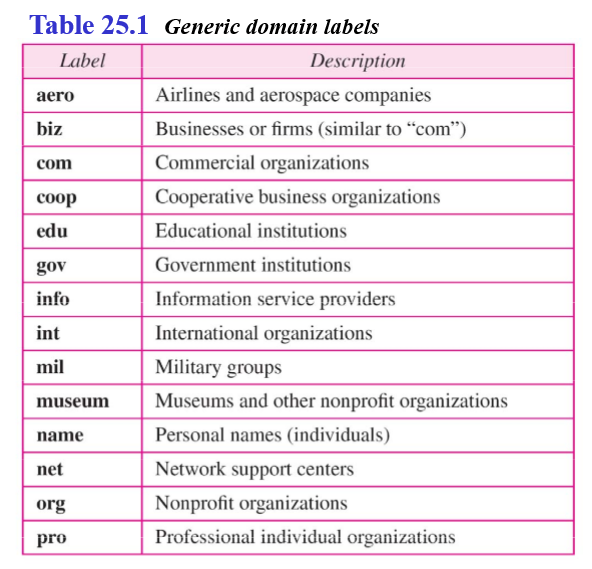 Table 25.1 Generic domain labels
Label Description
aero Airlines and aerospace companies
biz Businesses or firms (similar to “com”)
com Commercial organizations
coop Cooperative business organizations
edu Educational institutions
gov Government institutions
info Information service providers
int International organizations
mil Military groups
museum Museums and other nonprofit organizations
name Personal names (individuals)
net Network support centers
org Nonprofit organizations
pro Professional individual organizations